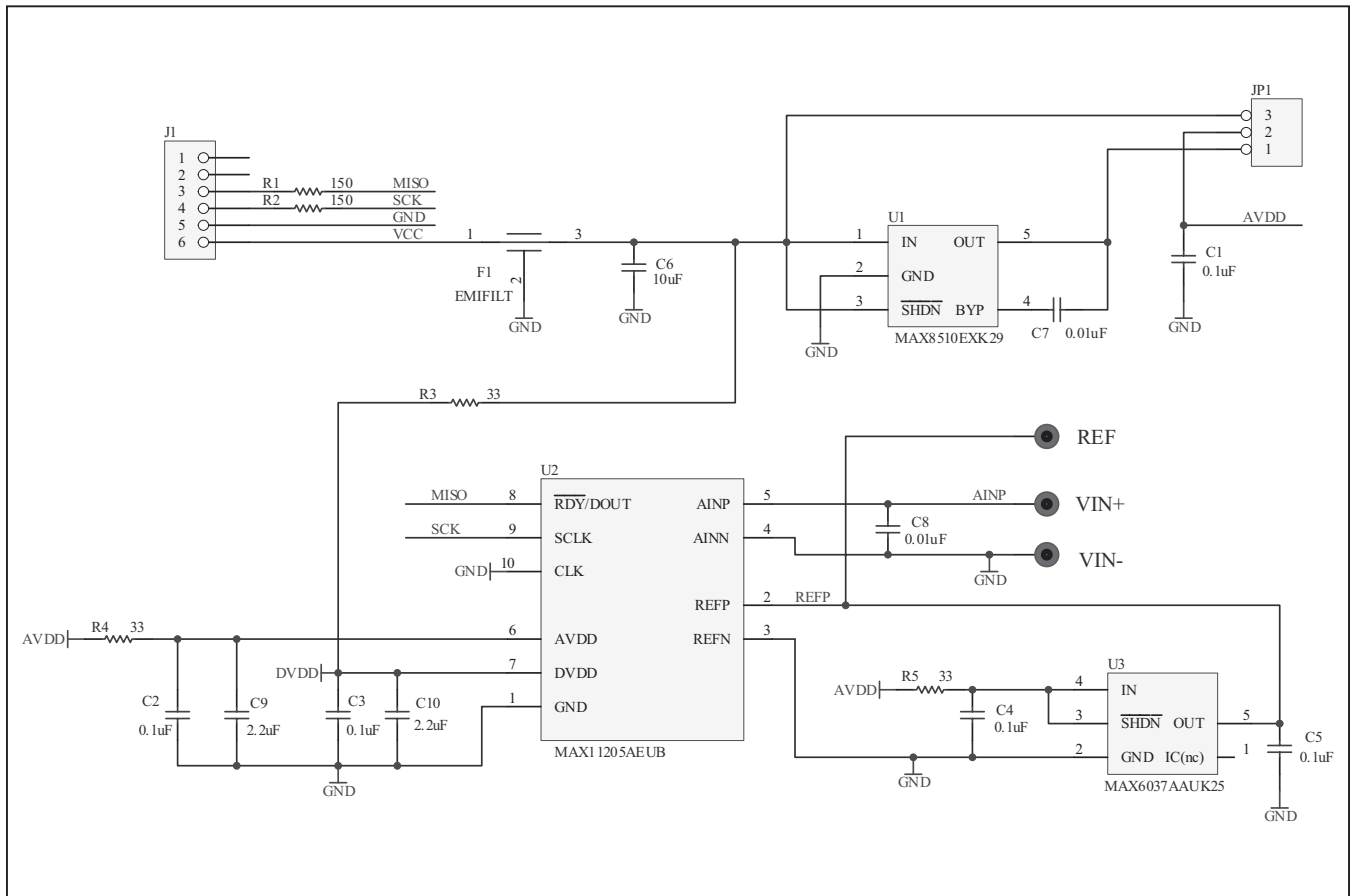 JP1
3
2
1
J1
1
2
R1 150 MISO
3
R2 150 SCK
4
GND
5
VCC
6
1 3
F1
2
EMIFILT
GND
C6
10uF
GND
U1
1 IN OUT 5
2 GND
3 SHDN BYP 4
MAX8510EXK29
GND
C7 0.01uF
AVDD
C1
0.1uF
GND
R3 33
REF
U2
MISO 8 RDY/DOUT AINP 5 AINP VIN+
SCK 9 SCLK AINN 4
C8
0.01uF
GND
VIN-
GND 10 CLK
REFP 2 REFP
AVDD R4 33 6 AVDD REFN 3
DVDD 7 DVDD
1 GND
MAX11205AEUB
C2
0.1uF
C9
2.2uF
C3
0.1uF
C10
2.2uF
GND
U3
AVDD R5 33 4 IN
3 SHDN OUT 5
2 GND IC(nc) 1
MAX6037AAUK25
C4
0.1uF
GND
C5
0.1uF
GND